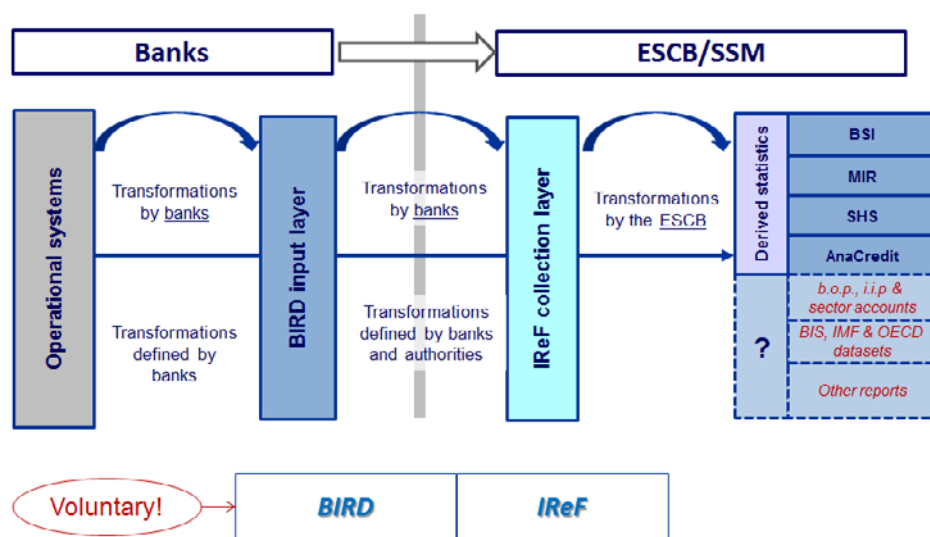 Banks
ESCB/SSM
Operational systems
Transformations
by banks
Transformations
defined by
banks
BIRD input layer
Transformations
by banks
Transformations
defined by banks
and authorities
IReF collection layer
Transformations
by the ESCB
Derived statistics
BSI
MIR
SHS
AnaCredit
?
b.o.p., i.i.p &
sector accounts
BIS, IMF & OECD
datasets
Other reports
Voluntary!
BIRD
IReF